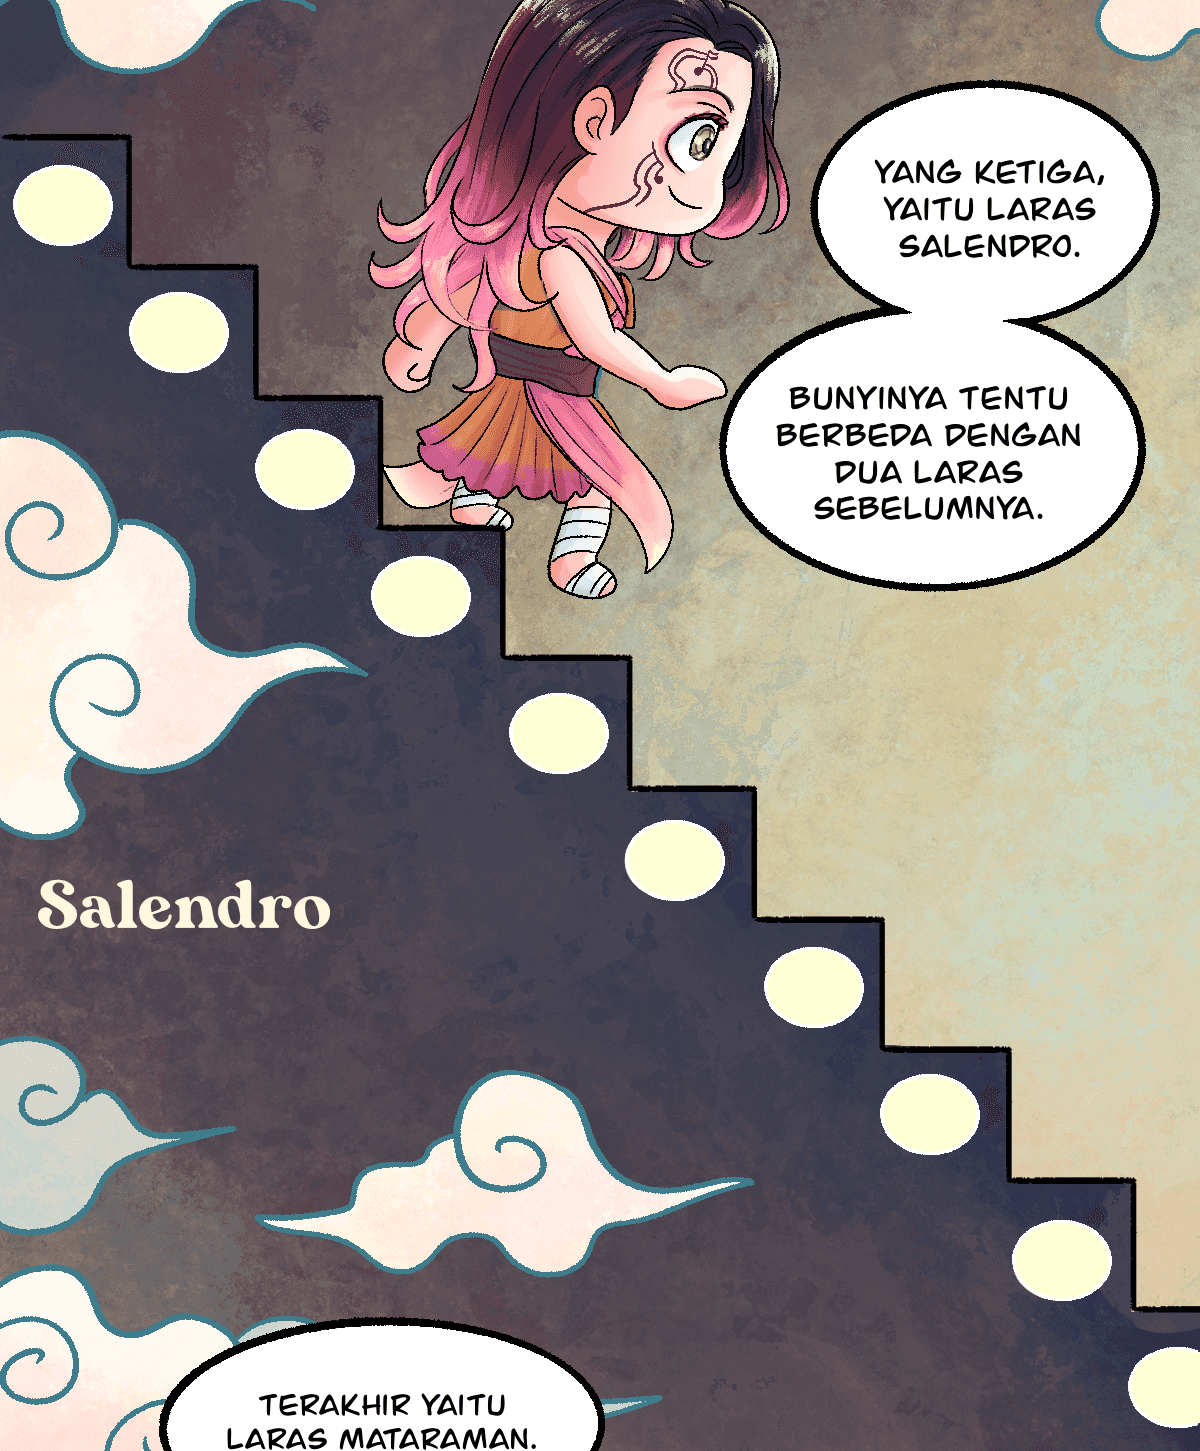 YANG KETIGA,
YAITU LARAS
SALENDRO.
BUNYINYA TENTU
BERBEDA DENGAN
DUA LARAS
SEBELUMNYA.
Salendro
TERAKHIR YAITU
LARAS MATARAMAN.